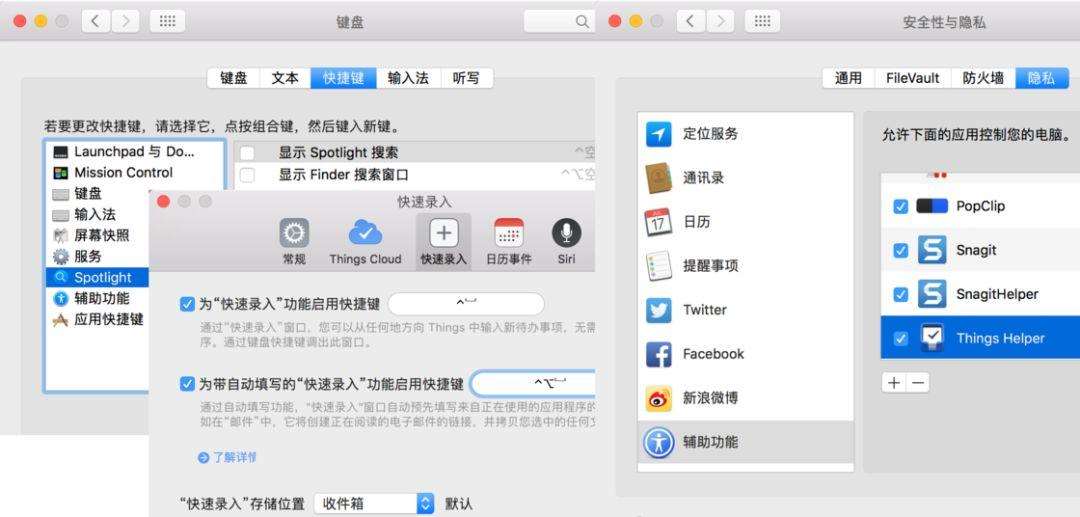 键盘
键盘 文本 快捷键 输入法 听写
若要更改快捷键，请选择它，点按组合键，然后键入新键。
Launchpad 与 Do...
Mission Control
键盘
输入法
屏幕快照
服务
Spotlight
辅助功能
应用快捷键
显示 Spotlight 搜索 ^空
显示 Finder 搜索窗口 ^⌥空
快速录入
常规 Things Cloud 快速录入 日历事件 Siri
为“快速录入”功能启用快捷键
通过“快速录入”窗口，您可以从任何地方向 Things 中输入新待办事项，无需
序。通过键盘快捷键调出此窗口。
为带自动填写的“快速录入”功能启用快捷键
通过自动填写功能，“快速录入”窗口自动预先填写来自正在使用的应用程序的
如在“邮件”中，它将创建正在阅读的电子邮件的链接，并拷贝您选中的任何文
了解详情
“快速录入”存储位置 收件箱 默认
安全性与隐私
通用 FileVault 防火墙 隐私
定位服务
通讯录
日历
提醒事项
Twitter
Facebook
新浪微博
辅助功能
允许下面的应用控制您的电脑。
PopClip
Snagit
SnagitHelper
Things Helper
17